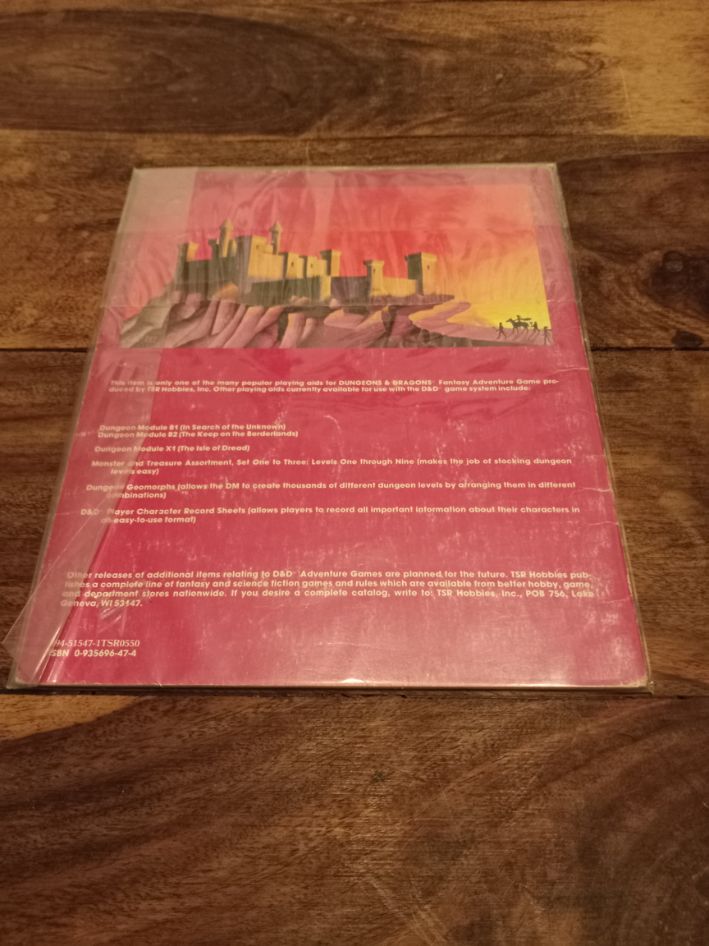 This item is only one of the many popular playing aids for DUNGEONS & DRAGONS™ Fantasy Adventure Game pro-
duced by TSR Hobbies, Inc. Other playing aids currently available for use with the D&D™ game system include:
Dungeon Module B1 (In Search of the Unknown)
Dungeon Module B2 (The Keep on the Borderlands)
Dungeon Module X1 (The Isle of Dread)
Monster and Treasure Assortment, Set One to Three: Levels One through Nine (makes the job of stocking dungeon
levels easy)
Dungeon Geomorphs (allows the DM to create thousands of different dungeon levels by arranging them in different
combinations)
D&D™ Player Character Record Sheets (allows players to record all important information about their characters in
an easy-to-use format)
Other releases of additional items relating to D&D™ Adventure Games are planned for the future. TSR Hobbies pub-
lishes a complete line of fantasy and science fiction games and rules which are available from better hobby, game,
and department stores nationwide. If you desire a complete catalog, write to: TSR Hobbies, Inc., POB 756, Lake
Geneva, WI 53147.
394-51547-1TSR0550
ISBN 0-935696-47-4